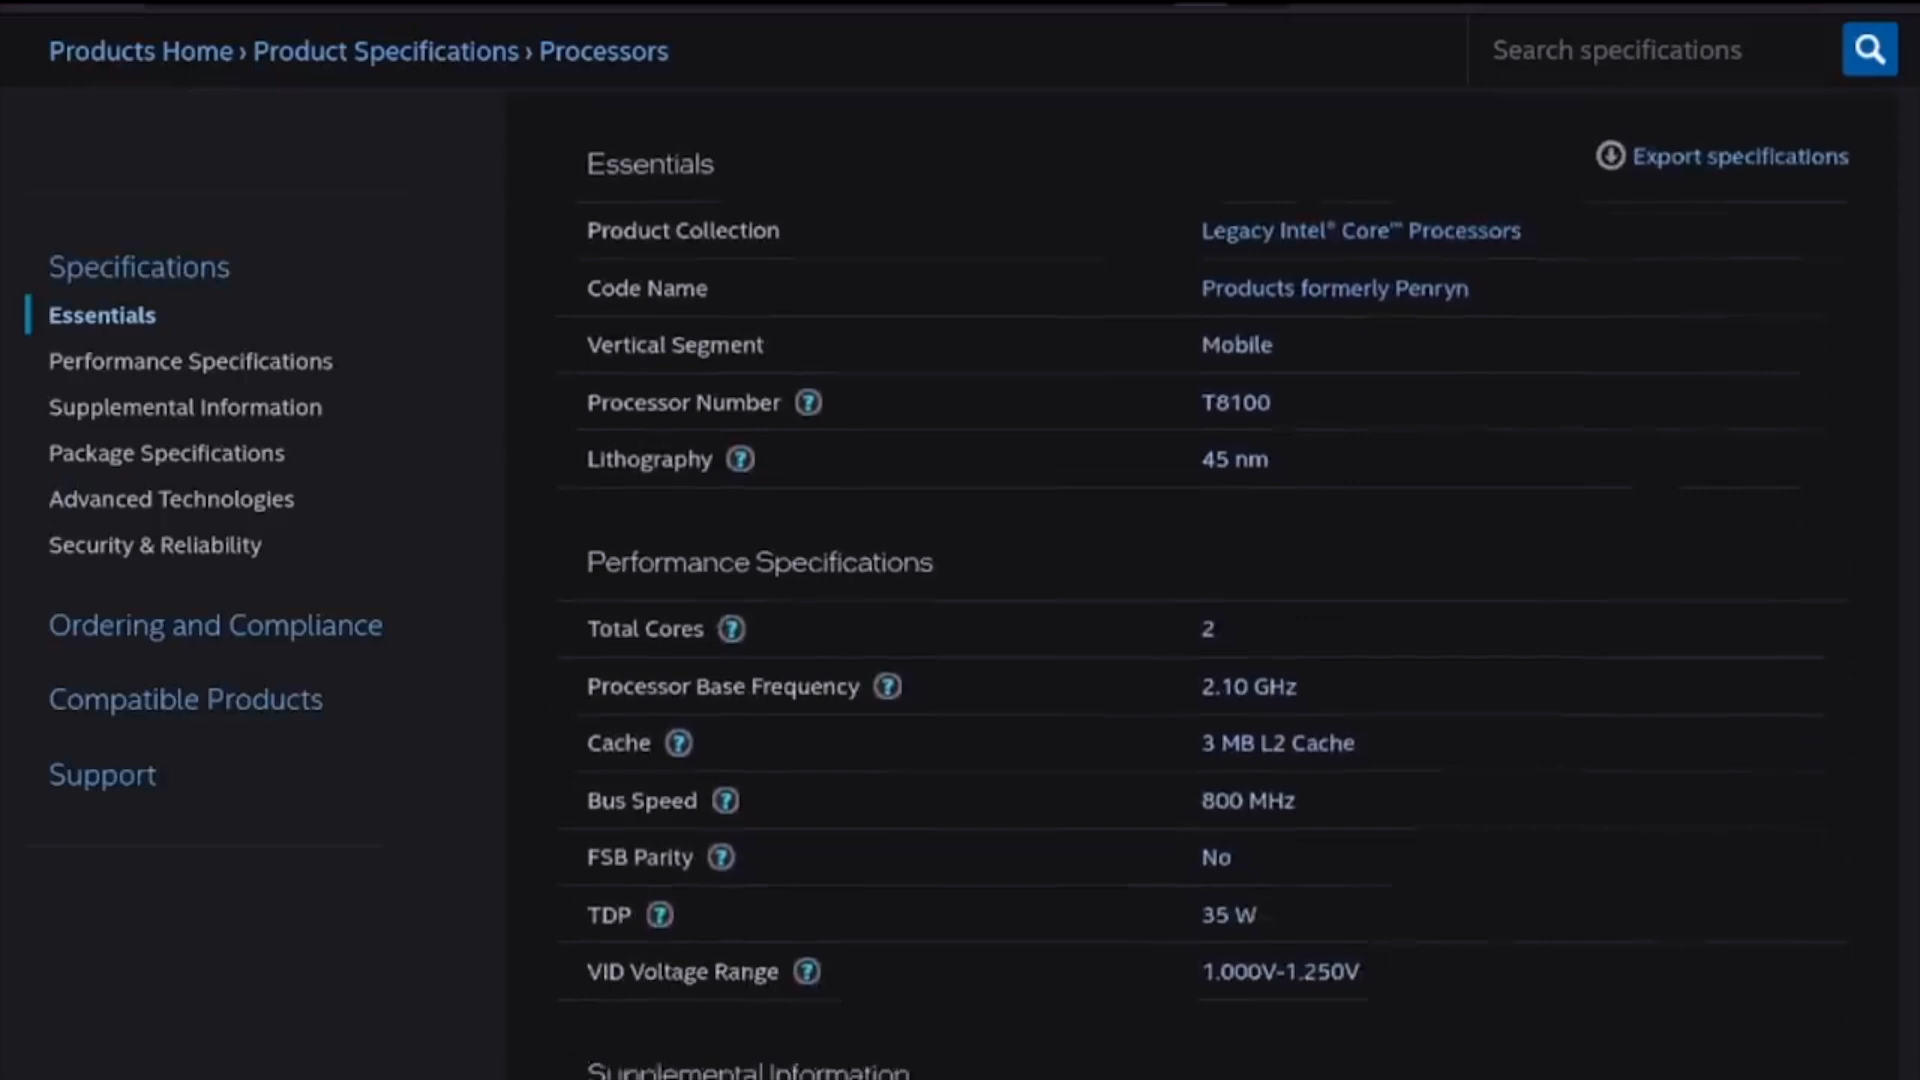 Products Home › Product Specifications › Processors
Search specifications
Export specifications
Specifications
Essentials
Performance Specifications
Supplemental Information
Package Specifications
Advanced Technologies
Security & Reliability
Ordering and Compliance
Compatible Products
Support
Essentials
Product Collection Legacy Intel® Core™ Processors
Code Name Products formerly Penryn
Vertical Segment Mobile
Processor Number ? T8100
Lithography ? 45 nm
Performance Specifications
Total Cores ? 2
Processor Base Frequency ? 2.10 GHz
Cache ? 3 MB L2 Cache
Bus Speed ? 800 MHz
FSB Parity ? No
TDP ? 35 W
VID Voltage Range ? 1.000V-1.250V
Supplemental Information